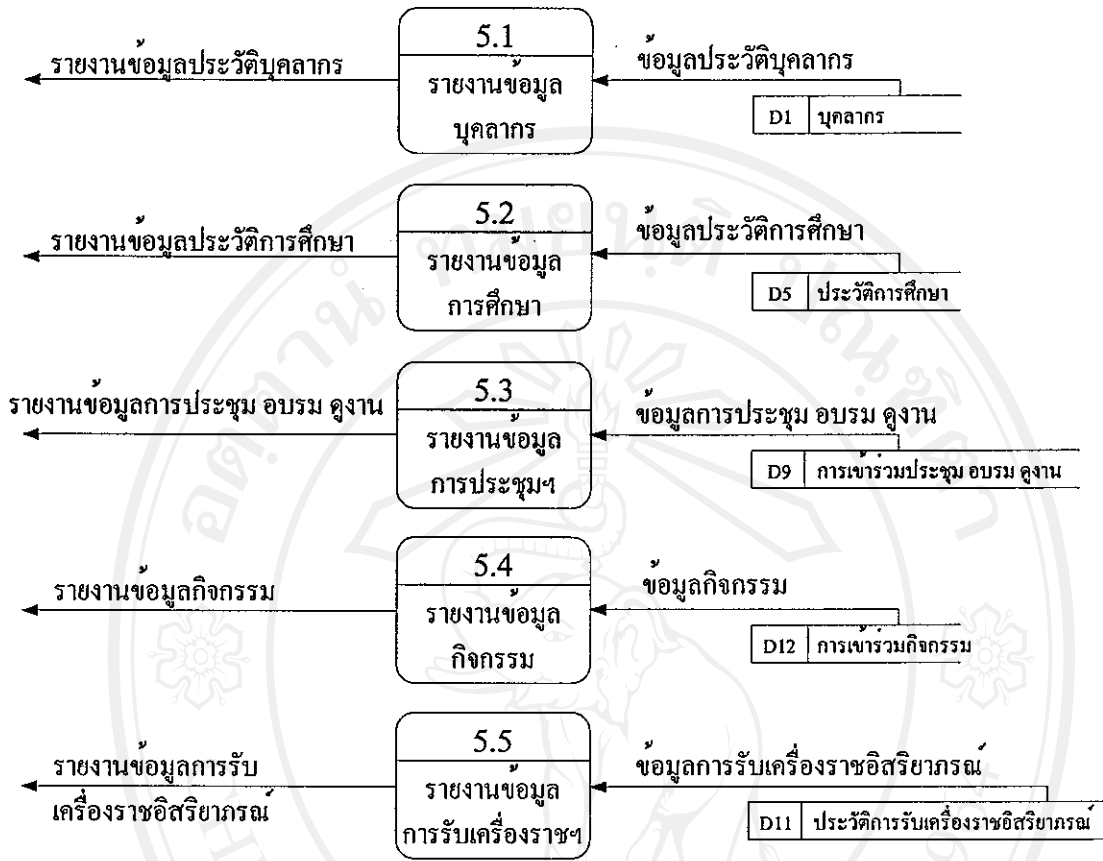 5.1
รายงานข้อมูลประวัติบุคลากร
ข้อมูลประวัติบุคลากร
รายงานข้อมูล
บุคลากร
D1 บุคลากร
5.2
รายงานข้อมูลประวัติการศึกษา
ข้อมูลประวัติการศึกษา
รายงานข้อมูล
การศึกษา
D5 ประวัติการศึกษา
5.3
รายงานข้อมูลการประชุม อบรม ดูงาน
ข้อมูลการประชุม อบรม ดูงาน
รายงานข้อมูล
การประชุมฯ
D9 การเข้าร่วมประชุม อบรม ดูงาน
5.4
รายงานข้อมูลกิจกรรม
ข้อมูลกิจกรรม
รายงานข้อมูล
กิจกรรม
D12 การเข้าร่วมกิจกรรม
5.5
รายงานข้อมูลการรับ
เครื่องราชอิสริยาภรณ์
ข้อมูลการรับเครื่องราชอิสริยาภรณ์
รายงานข้อมูล
การรับเครื่องราชฯ
D11 ประวัติการรับเครื่องราชอิสริยาภรณ์